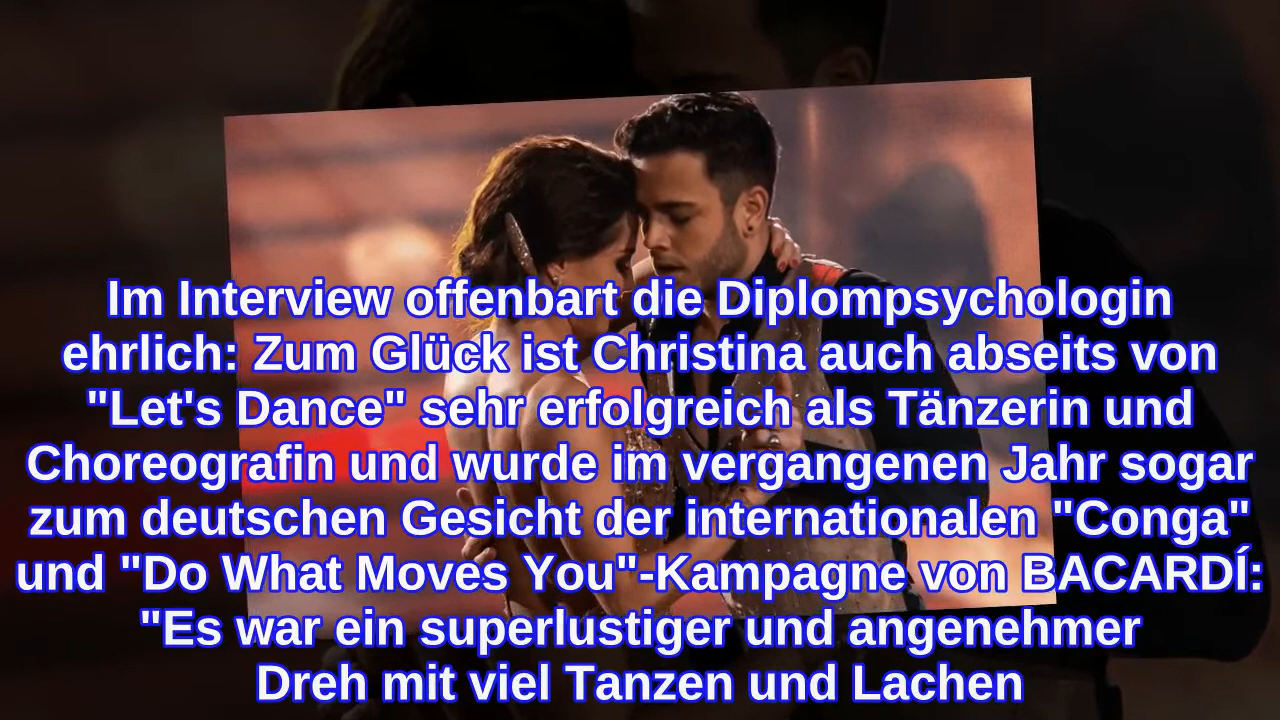 Im Interview offenbart die Diplompsychologin
ehrlich: Zum Glück ist Christina auch abseits von
"Let's Dance" sehr erfolgreich als Tänzerin und
Choreografin und wurde im vergangenen Jahr sogar
zum deutschen Gesicht der internationalen "Conga"
und "Do What Moves You"-Kampagne von BACARDÍ:
"Es war ein superlustiger und angenehmer
Dreh mit viel Tanzen und Lachen